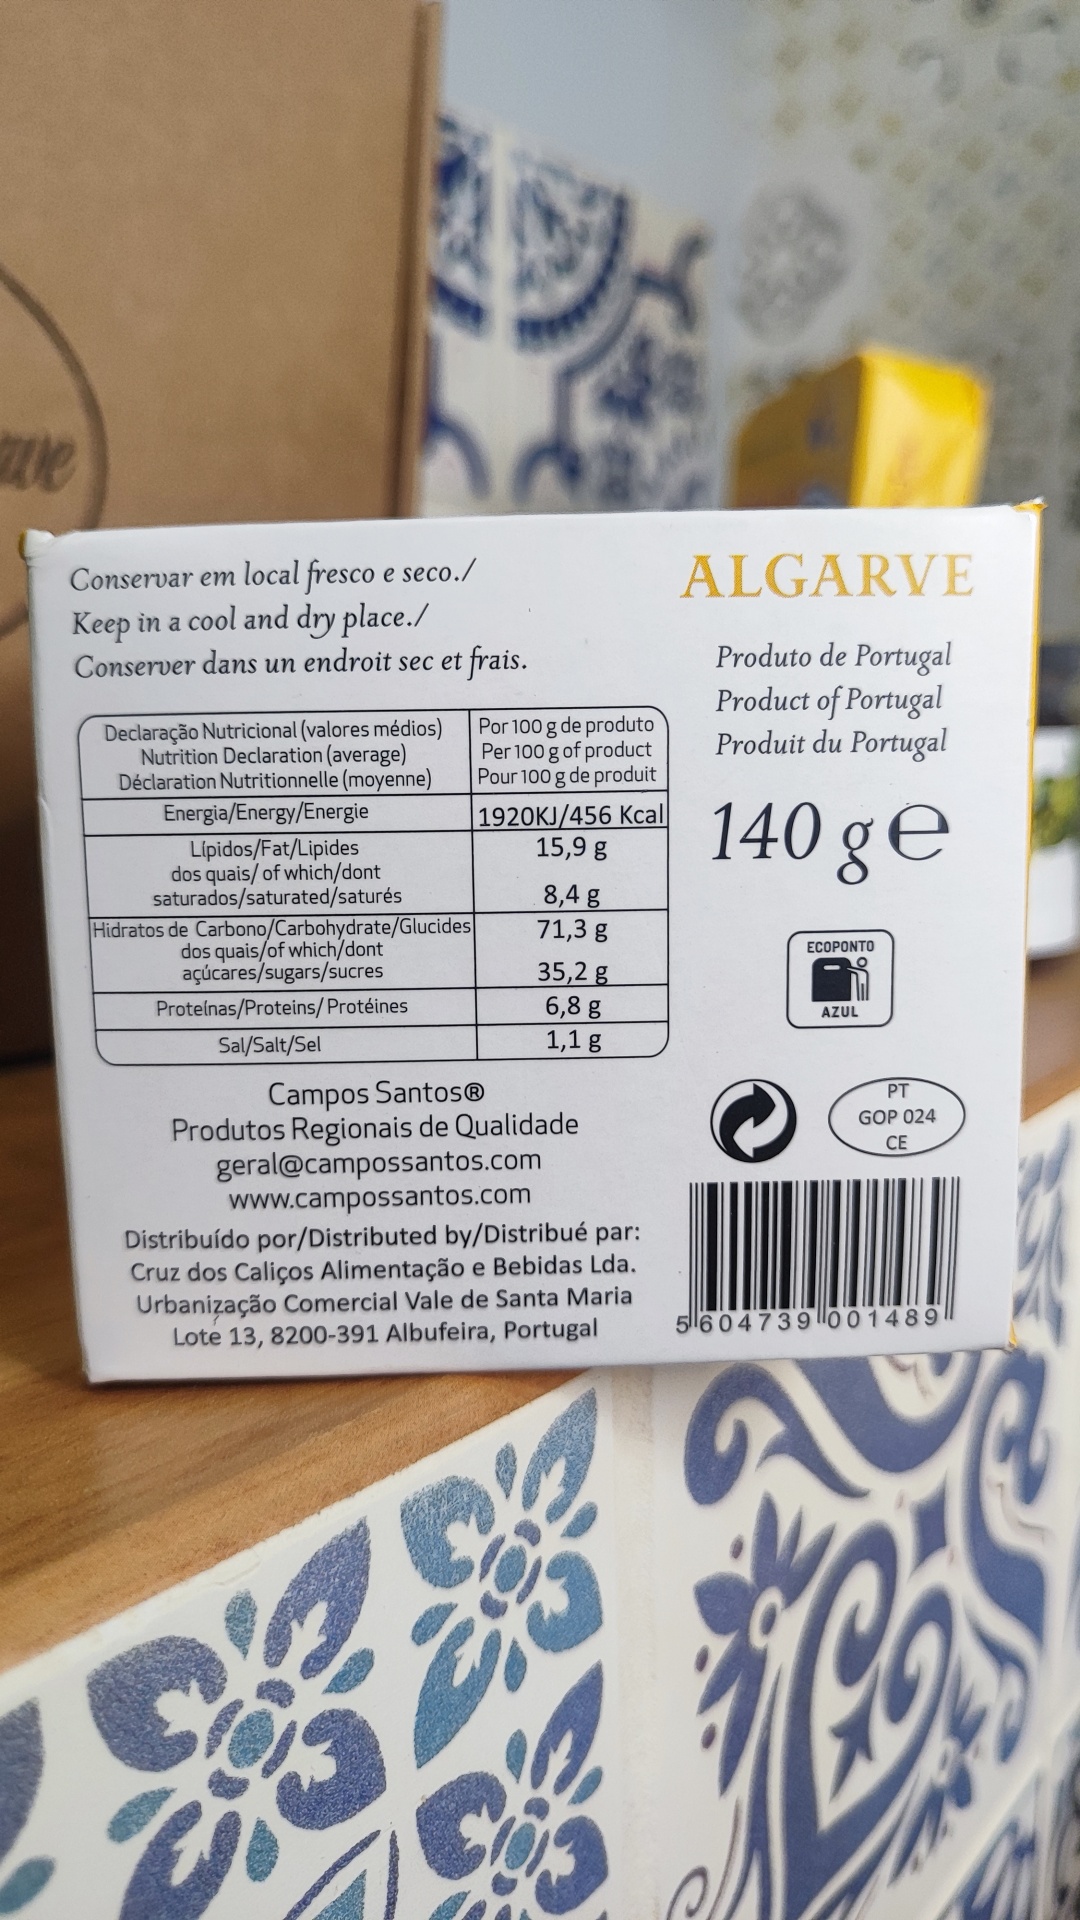 Conservar em local fresco e seco./
Keep in a cool and dry place./
Conserver dans un endroit sec et frais.
Declaração Nutricional (valores médios)
Nutrition Declaration (average)
Déclaration Nutritionnelle (moyenne)
Por 100 g de produto
Per 100 g of product
Pour 100 g de produit
Energia/Energy/Energie 1920KJ/456 Kcal
Lípidos/Fat/Lipides 15,9 g
dos quais/ of which/dont
saturados/saturated/saturés 8,4 g
Hidratos de Carbono/Carbohydrate/Glucides 71,3 g
dos quais/of which/dont
açúcares/sugars/sucres 35,2 g
Proteínas/Proteins/ Protéines 6,8 g
Sal/Salt/Sel 1,1 g
Campos Santos®
Produtos Regionais de Qualidade
geral@campossantos.com
www.campossantos.com
Distribuído por/Distributed by/Distribué par:
Cruz dos Caliços Alimentação e Bebidas Lda.
Urbanização Comercial Vale de Santa Maria
Lote 13, 8200-391 Albufeira, Portugal
ALGARVE
Produto de Portugal
Product of Portugal
Produit du Portugal
140 g e
ECOPONTO
AZUL
PT
GOP 024
CE
5 604739 001489